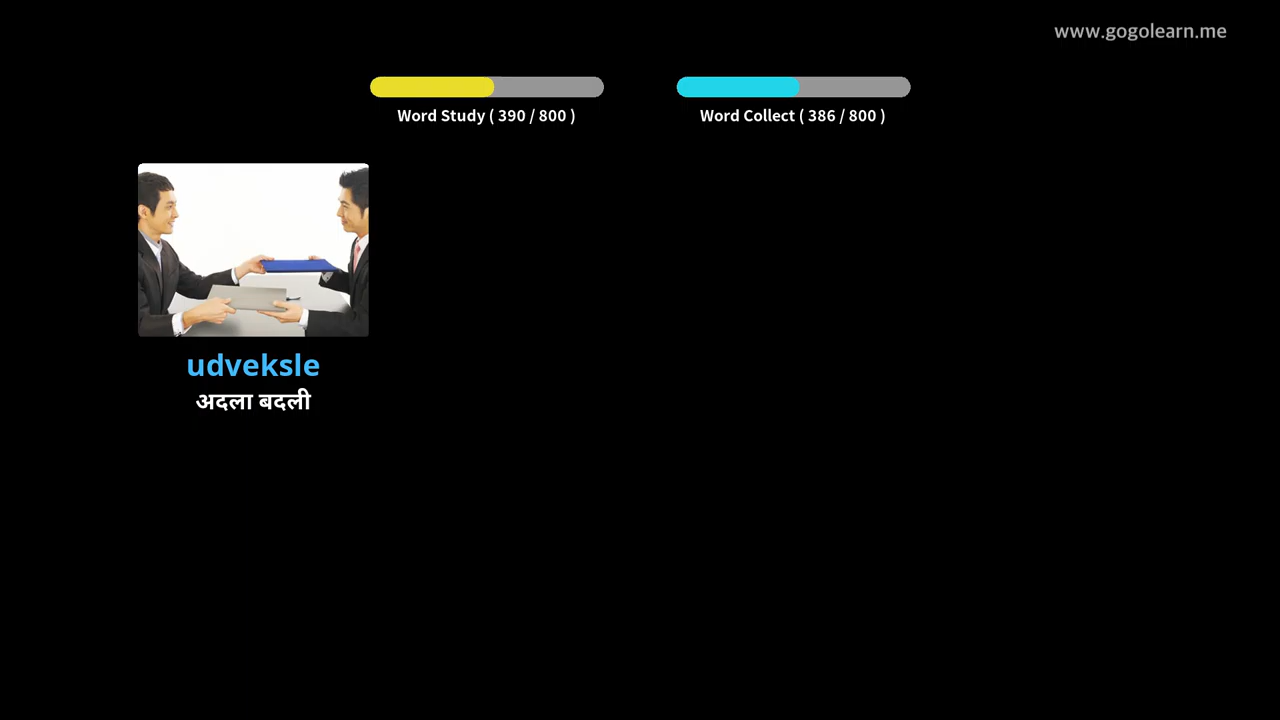 www.gogolearn.me
Word Study ( 390 / 800 )
Word Collect ( 386 / 800 )
udveksle
अदला बदली